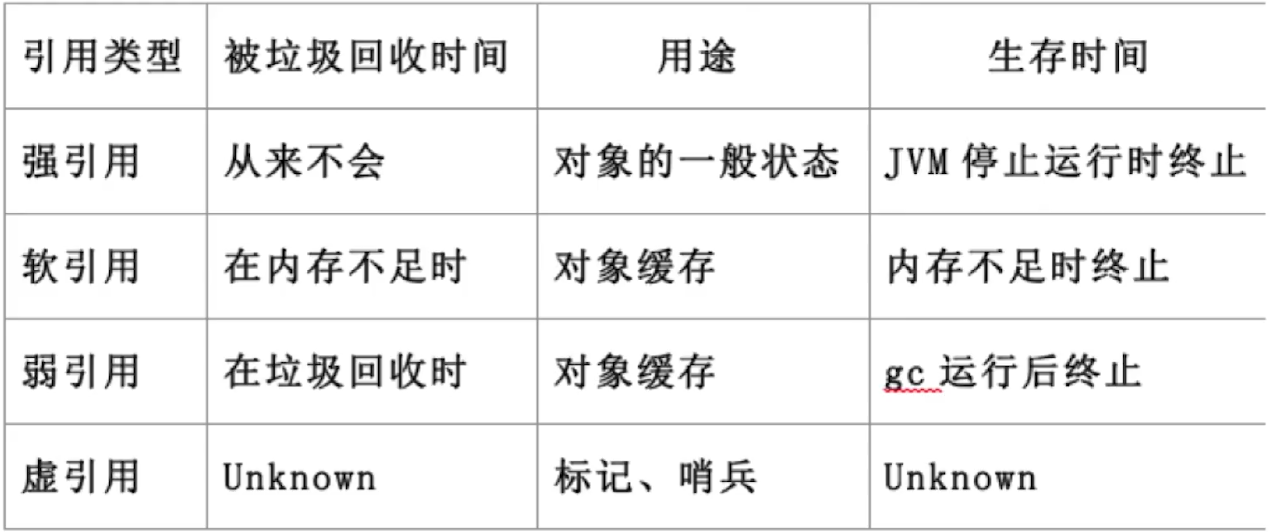 引用类型 被垃圾回收时间 用途 生存时间
强引用 从来不会 对象的一般状态 JVM 停止运行时终止
软引用 在内存不足时 对象缓存 内存不足时终止
弱引用 在垃圾回收时 对象缓存 gc 运行后终止
虚引用 Unknown 标记、哨兵 Unknown